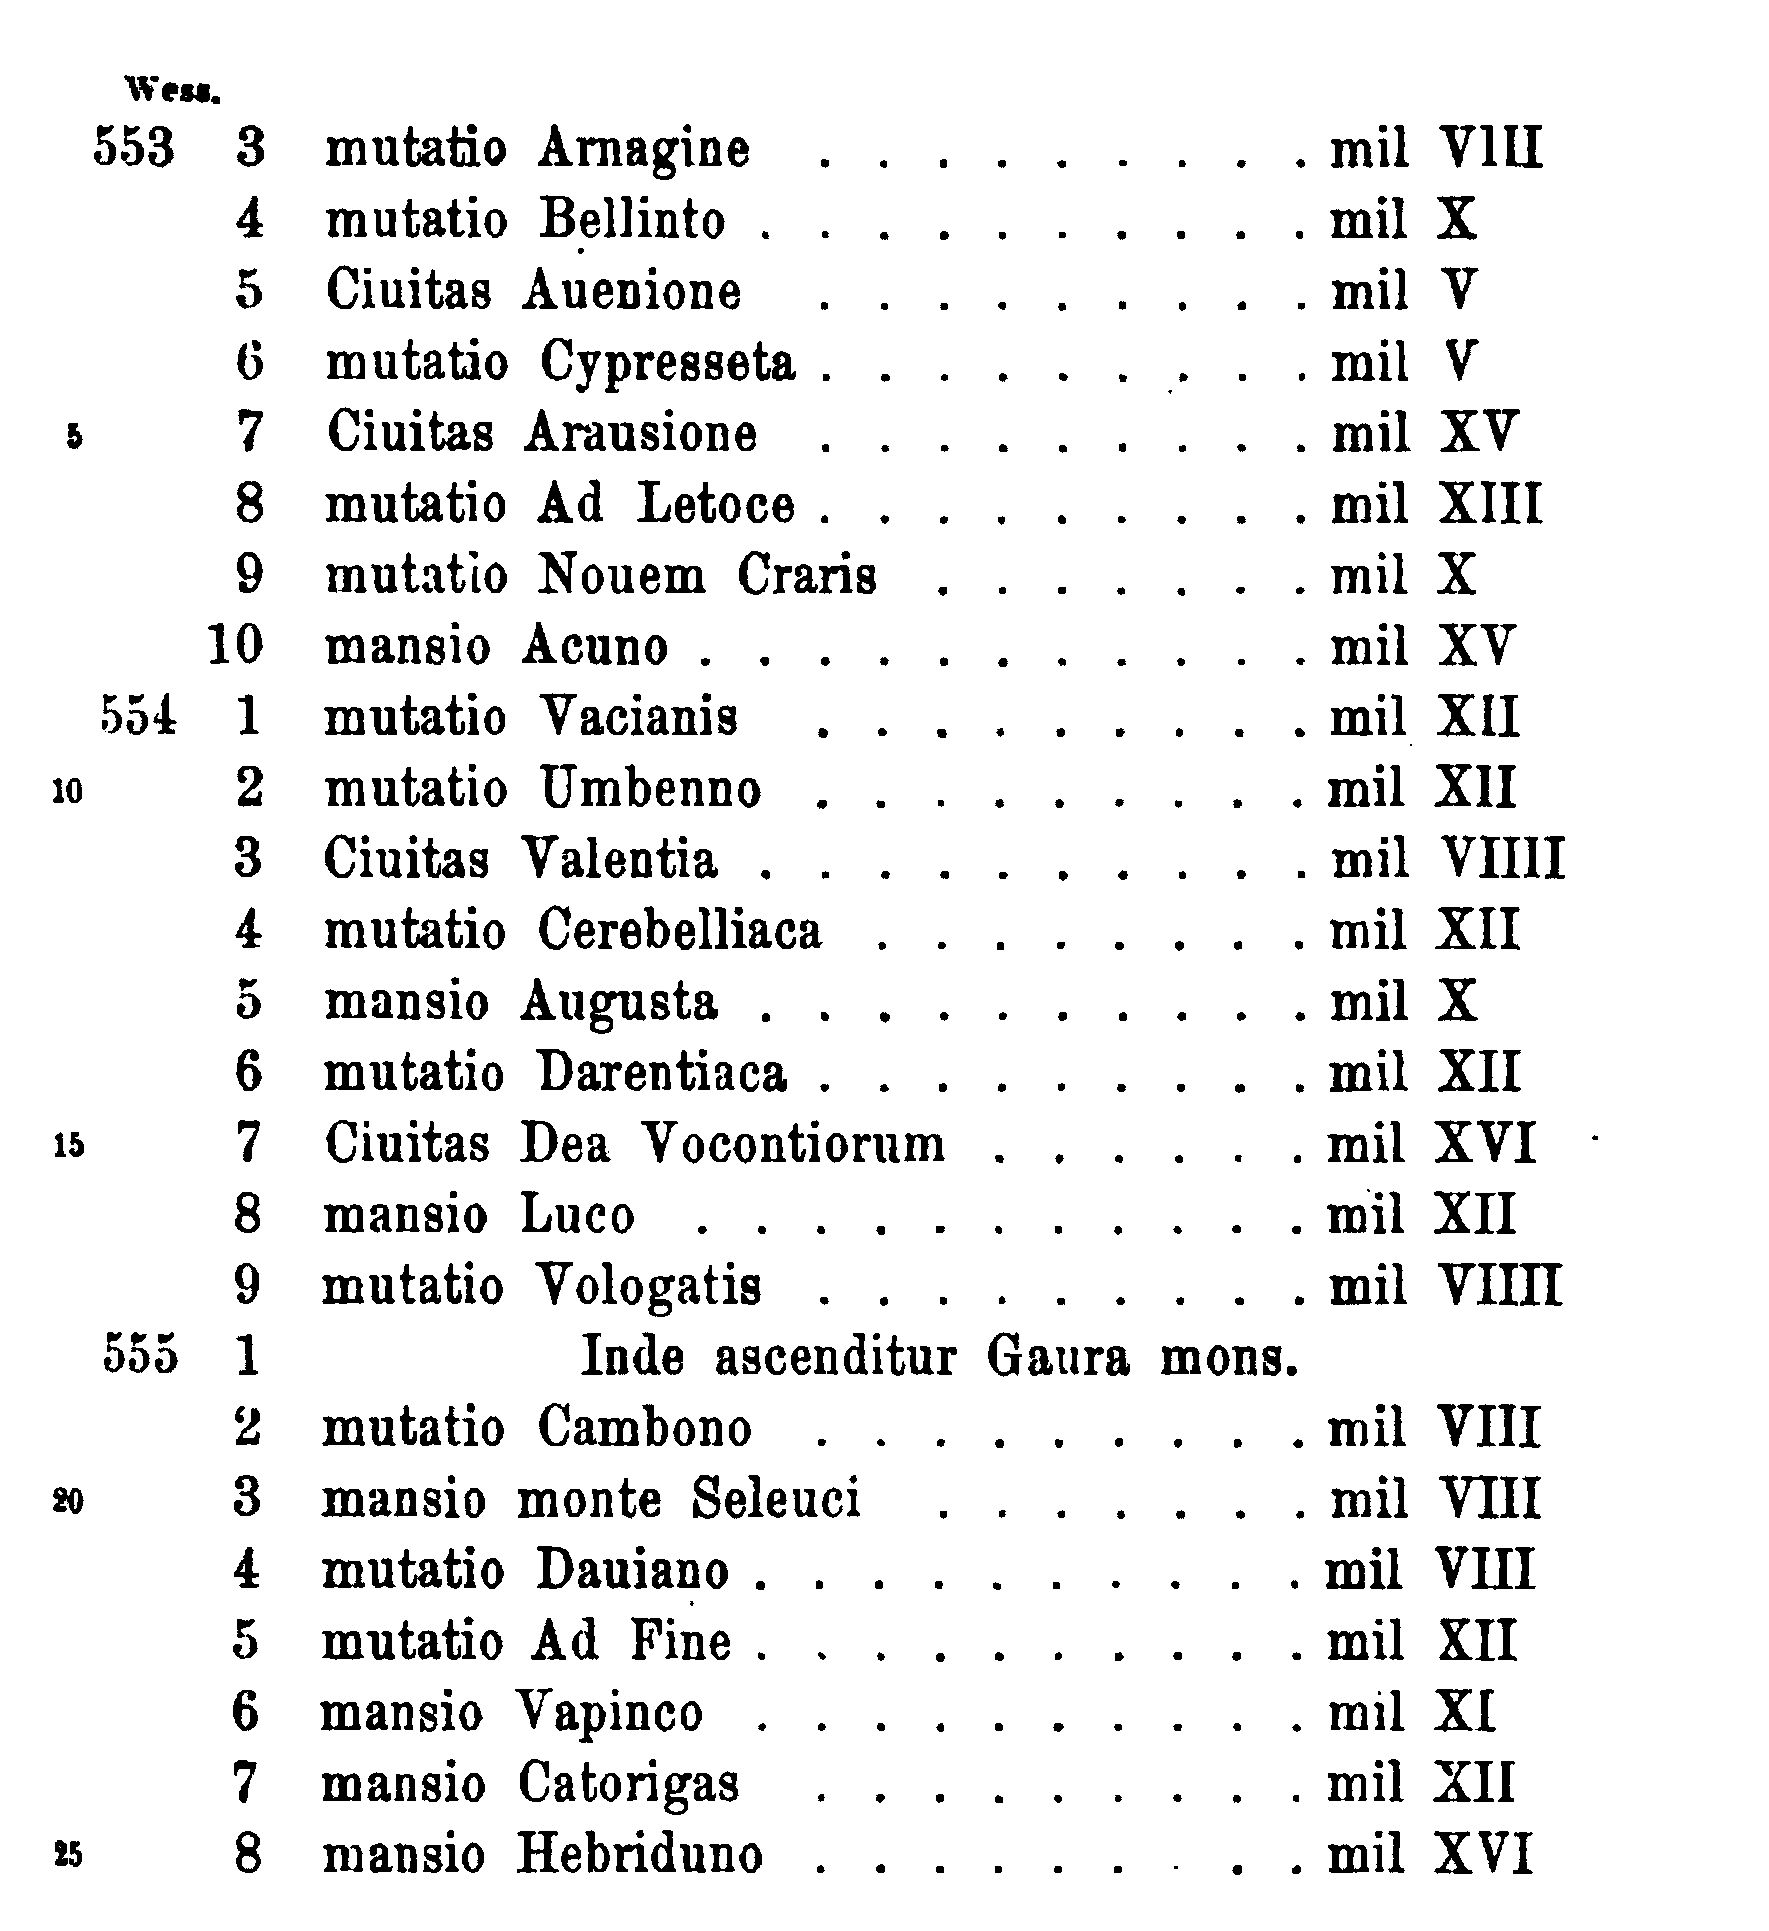 Wess.
553 3 mutatio Arnagine . . . . . . . . . mil VIII
4 mutatio Bellinto . . . . . . . . . . mil X
5 Ciuitas Auenione . . . . . . . . . mil V
6 mutatio Cypresseta . . . . . . . . . mil V
5 7 Ciuitas Arausione . . . . . . . . . mil XV
8 mutatio Ad Letoce . . . . . . . . . mil XIII
9 mutatio Nouem Craris . . . . . . . mil X
10 mansio Acuno . . . . . . . . . . . mil XV
554 1 mutatio Vacianis . . . . . . . . . mil XII
10 2 mutatio Umbenno . . . . . . . . . mil XII
3 Ciuitas Valentia . . . . . . . . . . mil VIIII
4 mutatio Cerebelliaca . . . . . . . . mil XII
5 mansio Augusta . . . . . . . . . . mil X
6 mutatio Darentiaca . . . . . . . . . mil XII
15 7 Ciuitas Dea Vocontiorum . . . . . . mil XVI
8 mansio Luco . . . . . . . . . . . mil XII
9 mutatio Vologatis . . . . . . . . . mil VIIII
555 1 Inde ascenditur Gaura mons.
2 mutatio Cambono . . . . . . . . . mil VIII
20 3 mansio monte Seleuci . . . . . . . mil VIII
4 mutatio Dauiano . . . . . . . . . . mil VIII
5 mutatio Ad Fine . . . . . . . . . . mil XII
6 mansio Vapinco . . . . . . . . . . mil XI
7 mansio Catorigas . . . . . . . . . mil XII
25 8 mansio Hebriduno . . . . . . . . . mil XVI